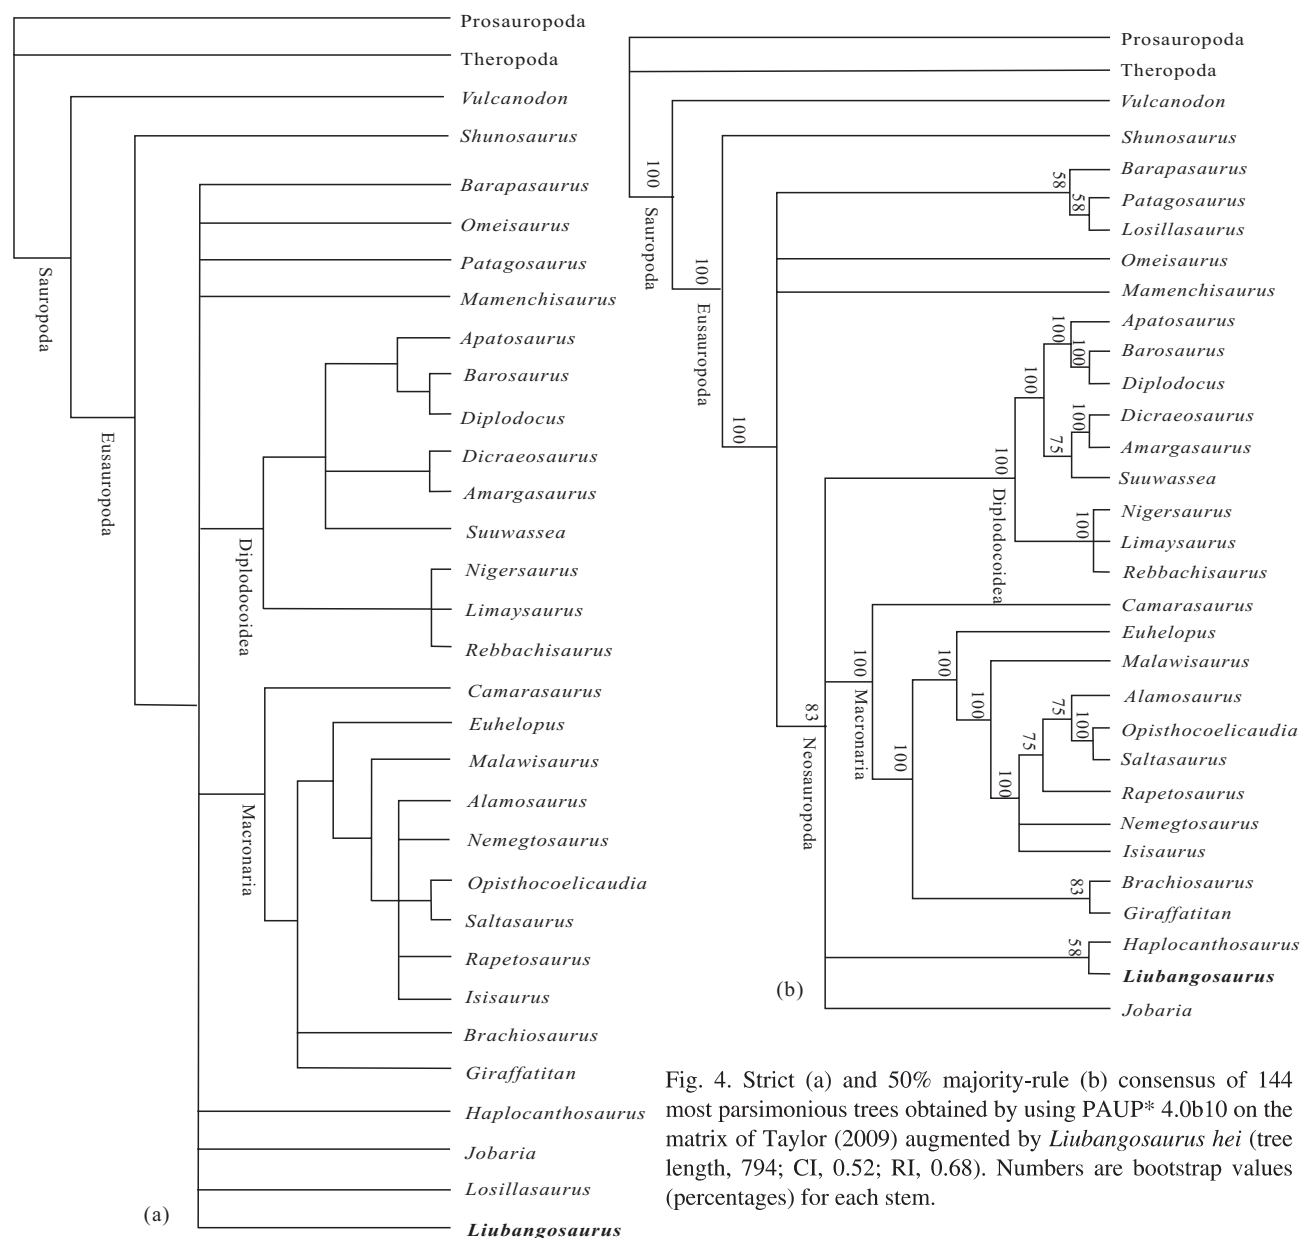 Prosauropoda
Theropoda
Vulcanodon
Shunosaurus
Barapasaurus
Omeisaurus
Patagosaurus
Mamenchisaurus
Apatosaurus
Barosaurus
Diplodocus
Dicraeosaurus
Amargasaurus
Suuwassea
Nigersaurus
Limaysaurus
Rebbachisaurus
Camarasaurus
Euhelopus
Malawisaurus
Alamosaurus
Nemegtosaurus
Opisthocoelicaudia
Saltasaurus
Rapetosaurus
Isisaurus
Brachiosaurus
Giraffatitan
Haplocanthosaurus
Jobaria
Losillasaurus
Liubangosaurus
Sauropoda
Eusauropoda
Diplodocoidea
Macronaria
(a)
Prosauropoda
Theropoda
Vulcanodon
Shunosaurus
Barapasaurus
Patagosaurus
Losillasaurus
Omeisaurus
Mamenchisaurus
Apatosaurus
Barosaurus
Diplodocus
Dicraeosaurus
Amargasaurus
Suuwassea
Nigersaurus
Limaysaurus
Rebbachisaurus
Camarasaurus
Euhelopus
Malawisaurus
Alamosaurus
Opisthocoelicaudia
Saltasaurus
Rapetosaurus
Nemegtosaurus
Isisaurus
Brachiosaurus
Giraffatitan
Haplocanthosaurus
Liubangosaurus
Jobaria
100
Sauropoda
100
Eusauropoda
100
58
58
83
Neosauropoda
100
Diplodocoidea
100
100
100
75
100
100
100
Macronaria
100
100
100
100
75
75
100
83
58
(b)
Fig. 4. Strict (a) and 50% majority-rule (b) consensus of 144
most parsimonious trees obtained by using PAUP* 4.0b10 on the
matrix of Taylor (2009) augmented by Liubangosaurus hei (tree
length, 794; CI, 0.52; RI, 0.68). Numbers are bootstrap values
(percentages) for each stem.